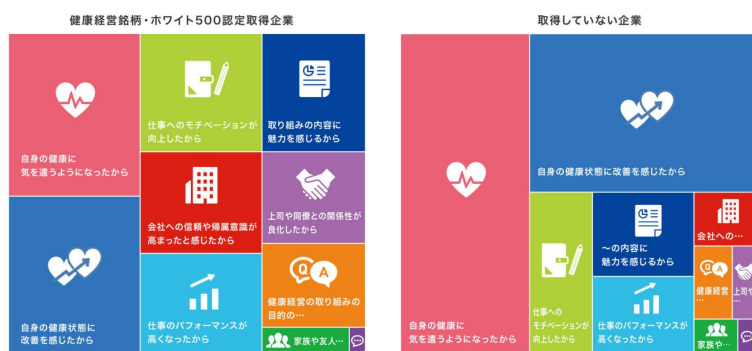 健康経営銘柄・ホワイト500認定取得企業
自身の健康に
気を遣うようになったから
仕事へのモチベーションが
向上したから
取り組みの内容に
魅力を感じるから
会社への信頼や帰属意識が
高まったと感じたから
上司や同僚との関係性が
良化したから
自身の健康状態に
改善を感じたから
仕事のパフォーマンスが
高くなったから
Q A
健康経営の取り組みの
目的の…
家族や友人…
取得していない企業
自身の健康に
気を遣うようになったから
自身の健康状態に改善を感じたから
仕事への
モチベーションが
向上したから
～の内容に
魅力を感じるから
仕事のパフォーマンスが
高くなったから
会社への…
Q A
健康経営
…
上司や
家族や…